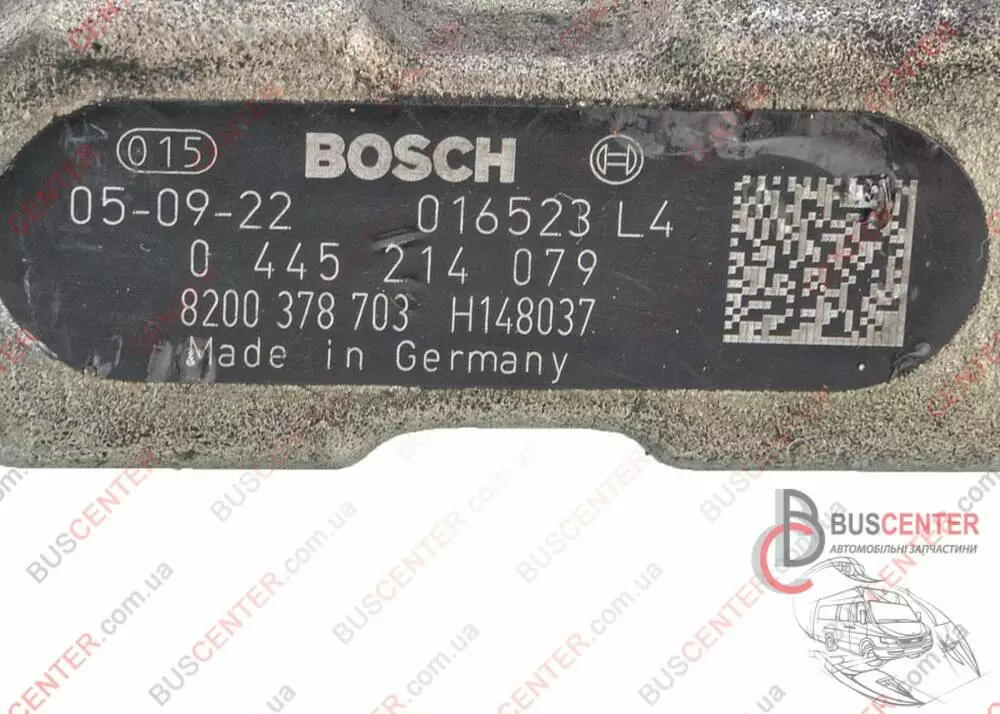 015 BOSCH
05-09-22 016523 L4
0 445 214 079
8200 378 703 H148037
Made in Germany
BUSCENTER
АВТОМОБІЛЬНІ ЗАПЧАСТИНИ
BUSCENTER.com.ua